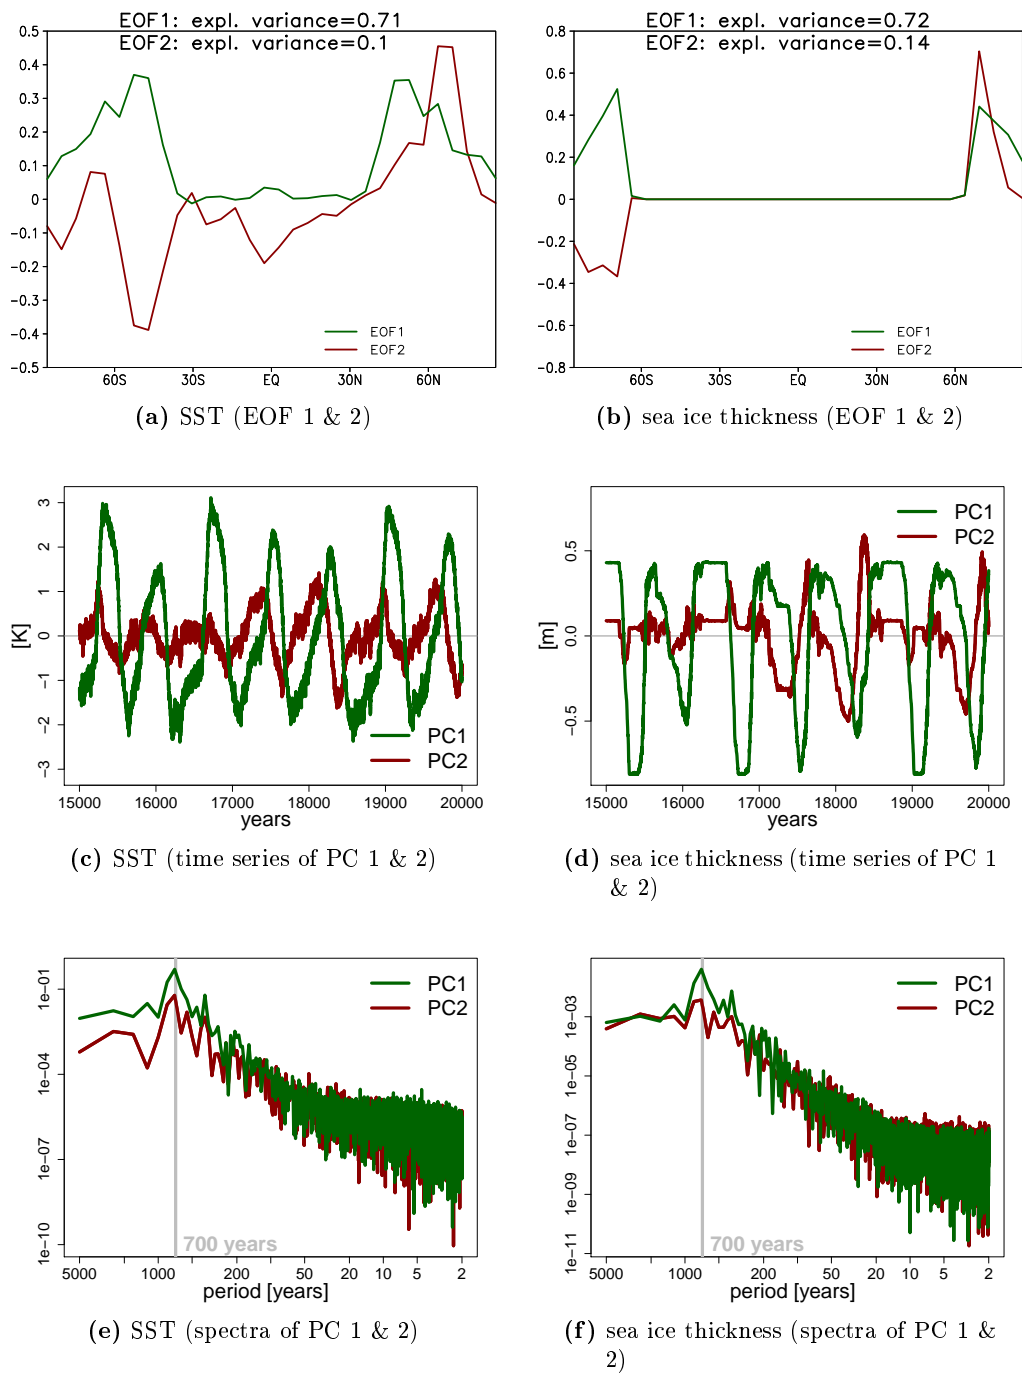 EOF1: expl. variance=0.71
EOF2: expl. variance=0.1
0.5
0.4
0.3
0.2
0.1
0
-0.1
-0.2
-0.3
-0.4
-0.5
60S 30S EQ 30N 60N
EOF1
EOF2
(a) SST (EOF 1 & 2)
EOF1: expl. variance=0.72
EOF2: expl. variance=0.14
0.8
0.6
0.4
0.2
0
-0.2
-0.4
-0.6
-0.8
60S 30S EQ 30N 60N
EOF1
EOF2
(b) sea ice thickness (EOF 1 & 2)
[K]
3
2
1
0
-1
-2
-3
PC1
PC2
15000 16000 17000 18000 19000 20000
years
(c) SST (time series of PC 1 & 2)
[m]
0.5
0.0
-0.5
PC1
PC2
15000 16000 17000 18000 19000 20000
years
(d) sea ice thickness (time series of PC 1
& 2)
1e-01
1e-04
1e-07
1e-10
PC1
PC2
700 years
5000 1000 200 50 20 10 5 2
period [years]
(e) SST (spectra of PC 1 & 2)
1e-03
1e-05
1e-07
1e-09
1e-11
PC1
PC2
700 years
5000 1000 200 50 20 10 5 2
period [years]
(f) sea ice thickness (spectra of PC 1 &
2)